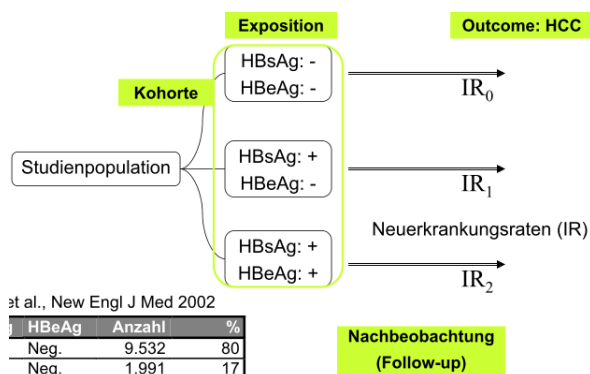 Exposition
Outcome: HCC
HBsAg: -
HBeAg: -
IR0
Kohorte
Studienpopulation
HBsAg: +
HBeAg: -
IR1
Neuerkrankungsraten (IR)
HBsAg: +
HBeAg: +
IR2
et al., New Engl J Med 2002
HBeAg Anzahl %
Neg. 9.532 80
Neg. 1.991 17
Nachbeobachtung
(Follow-up)